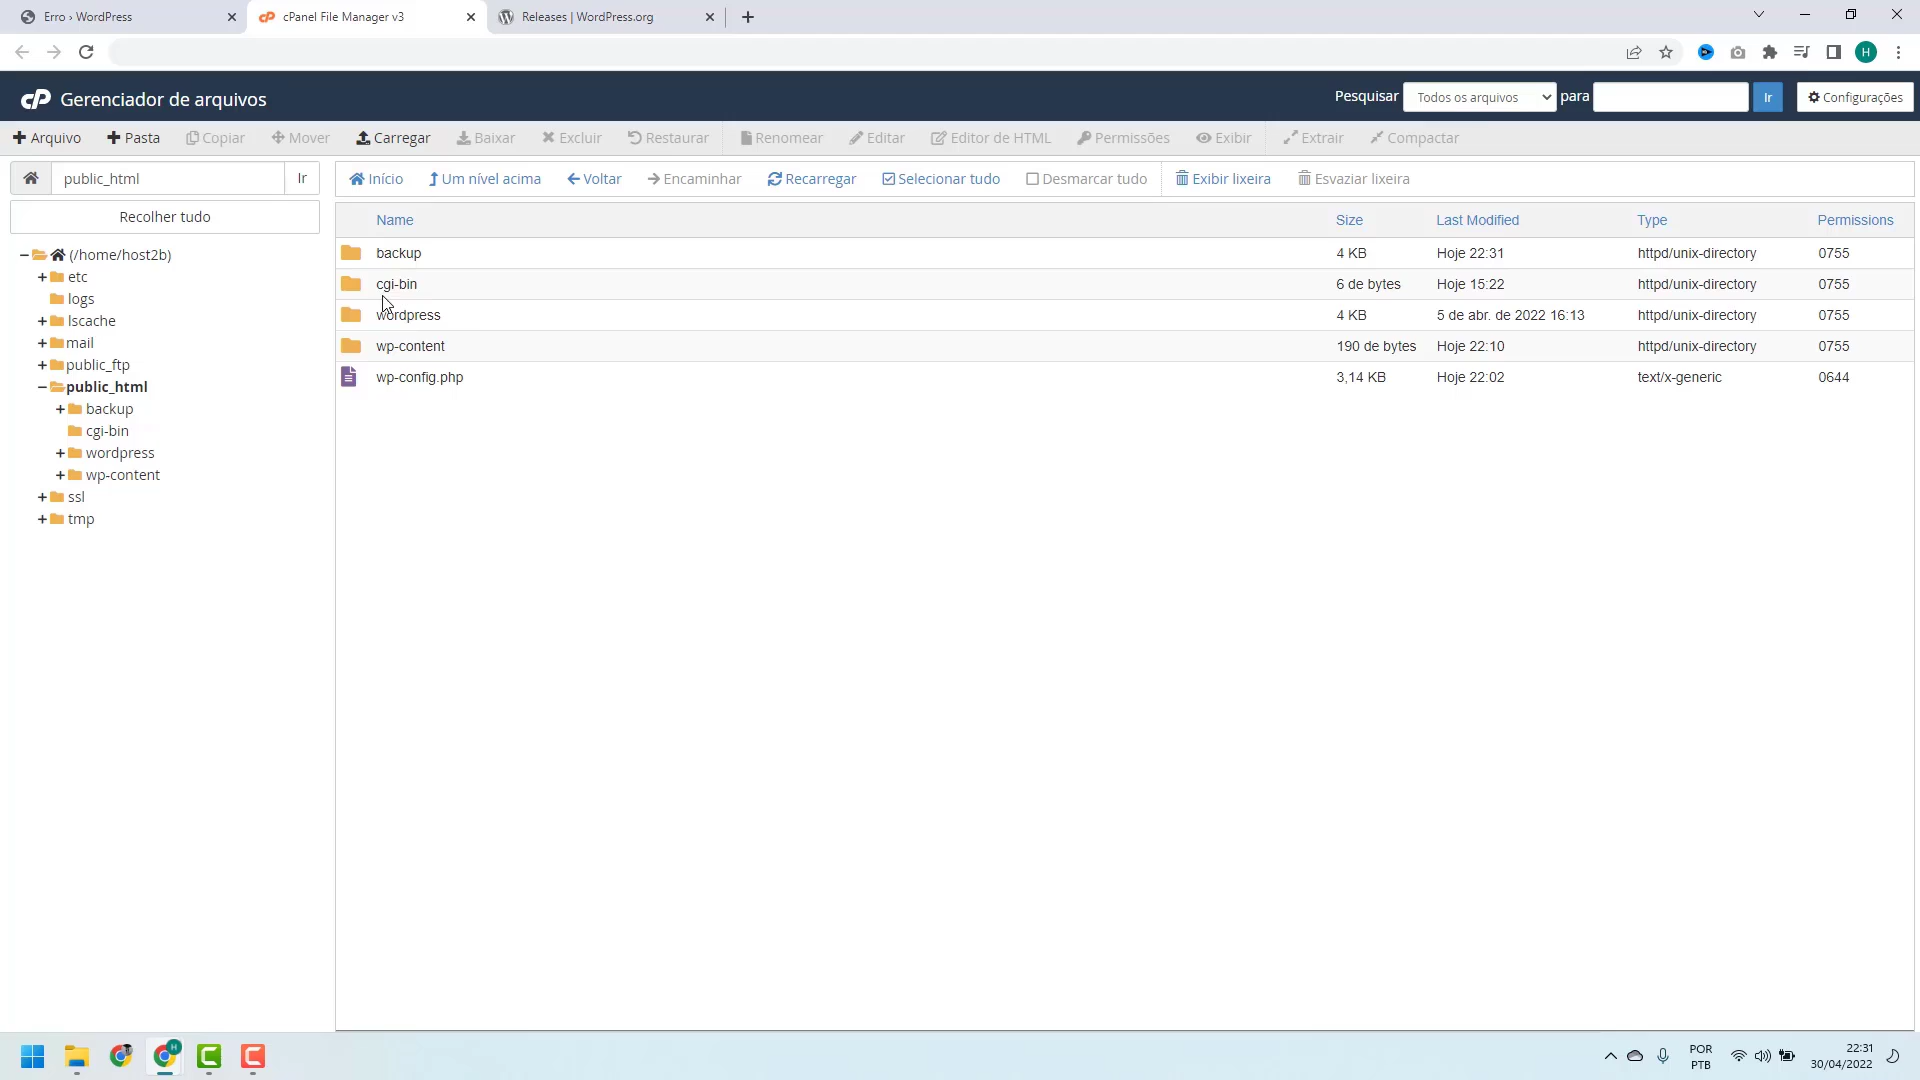 Erro › WordPress
cPanel File Manager v3
Releases | WordPress.org
H
cP Gerenciador de arquivos
Pesquisar Todos os arquivos para Ir Configurações
Arquivo Pasta Copiar Mover Carregar Baixar Excluir Restaurar Renomear Editar Editor de HTML Permissões Exibir Extrair Compactar
public_html Ir
Início Um nível acima Voltar Encaminhar Recarregar Selecionar tudo Desmarcar tudo Exibir lixeira Esvaziar lixeira
Recolher tudo
(/home/host2b)
etc
logs
lscache
mail
public_ftp
public_html
backup
cgi-bin
wordpress
wp-content
ssl
tmp
Name Size Last Modified Type Permissions
backup 4 KB Hoje 22:31 httpd/unix-directory 0755
cgi-bin 6 de bytes Hoje 15:22 httpd/unix-directory 0755
wordpress 4 KB 5 de abr. de 2022 16:13 httpd/unix-directory 0755
wp-content 190 de bytes Hoje 22:10 httpd/unix-directory 0755
wp-config.php 3,14 KB Hoje 22:02 text/x-generic 0644
H
POR
PTB
22:31
30/04/2022